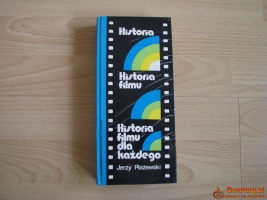 Historia
Historia
filmu
Historia
filmu
dla
każdego
Jerzy Płażewski